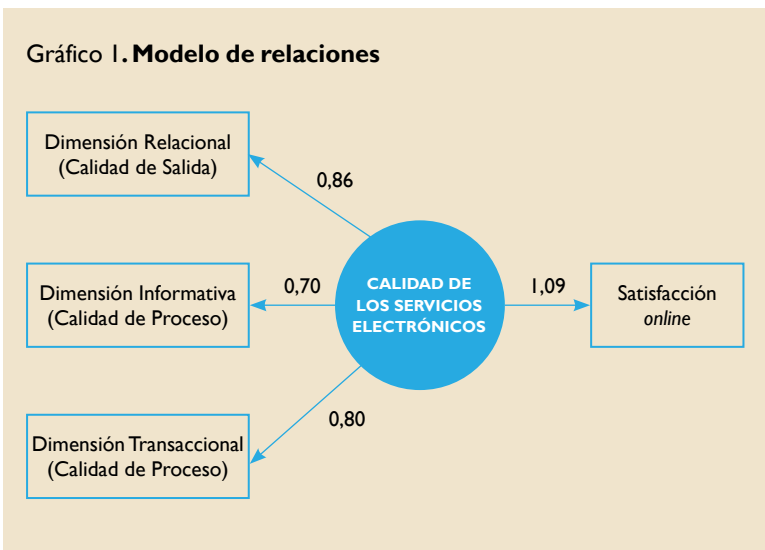 Gráfico 1. Modelo de relaciones
Dimensión Relacional
(Calidad de Salida)
0,86
Dimensión Informativa
(Calidad de Proceso)
0,70
CALIDAD DE
LOS SERVICIOS
ELECTRÓNICOS
1,09
Satisfacción
online
0,80
Dimensión Transaccional
(Calidad de Proceso)